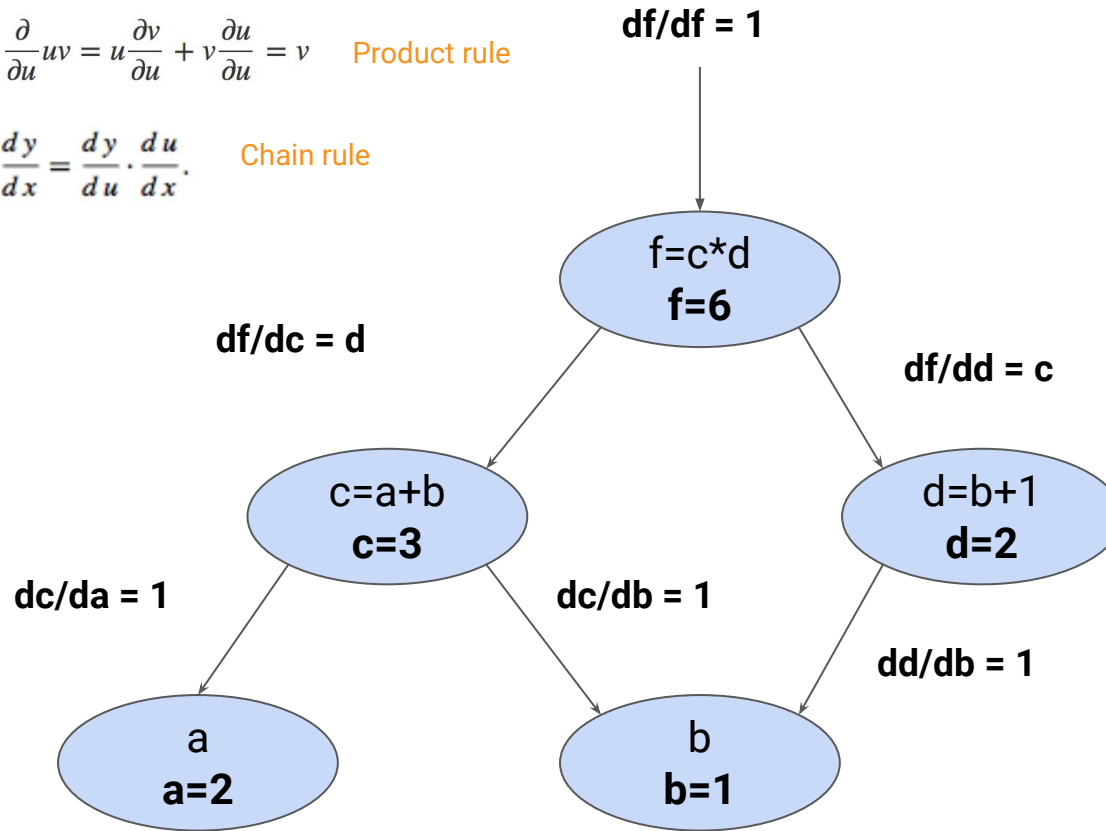 ∂/∂u uv = u ∂v/∂u + v ∂u/∂u = v
Product rule
dy/dx = dy/du · du/dx.
Chain rule
df/df = 1
f=c*d
f=6
df/dc = d
df/dd = c
c=a+b
c=3
d=b+1
d=2
dc/da = 1
dc/db = 1
dd/db = 1
a
a=2
b
b=1